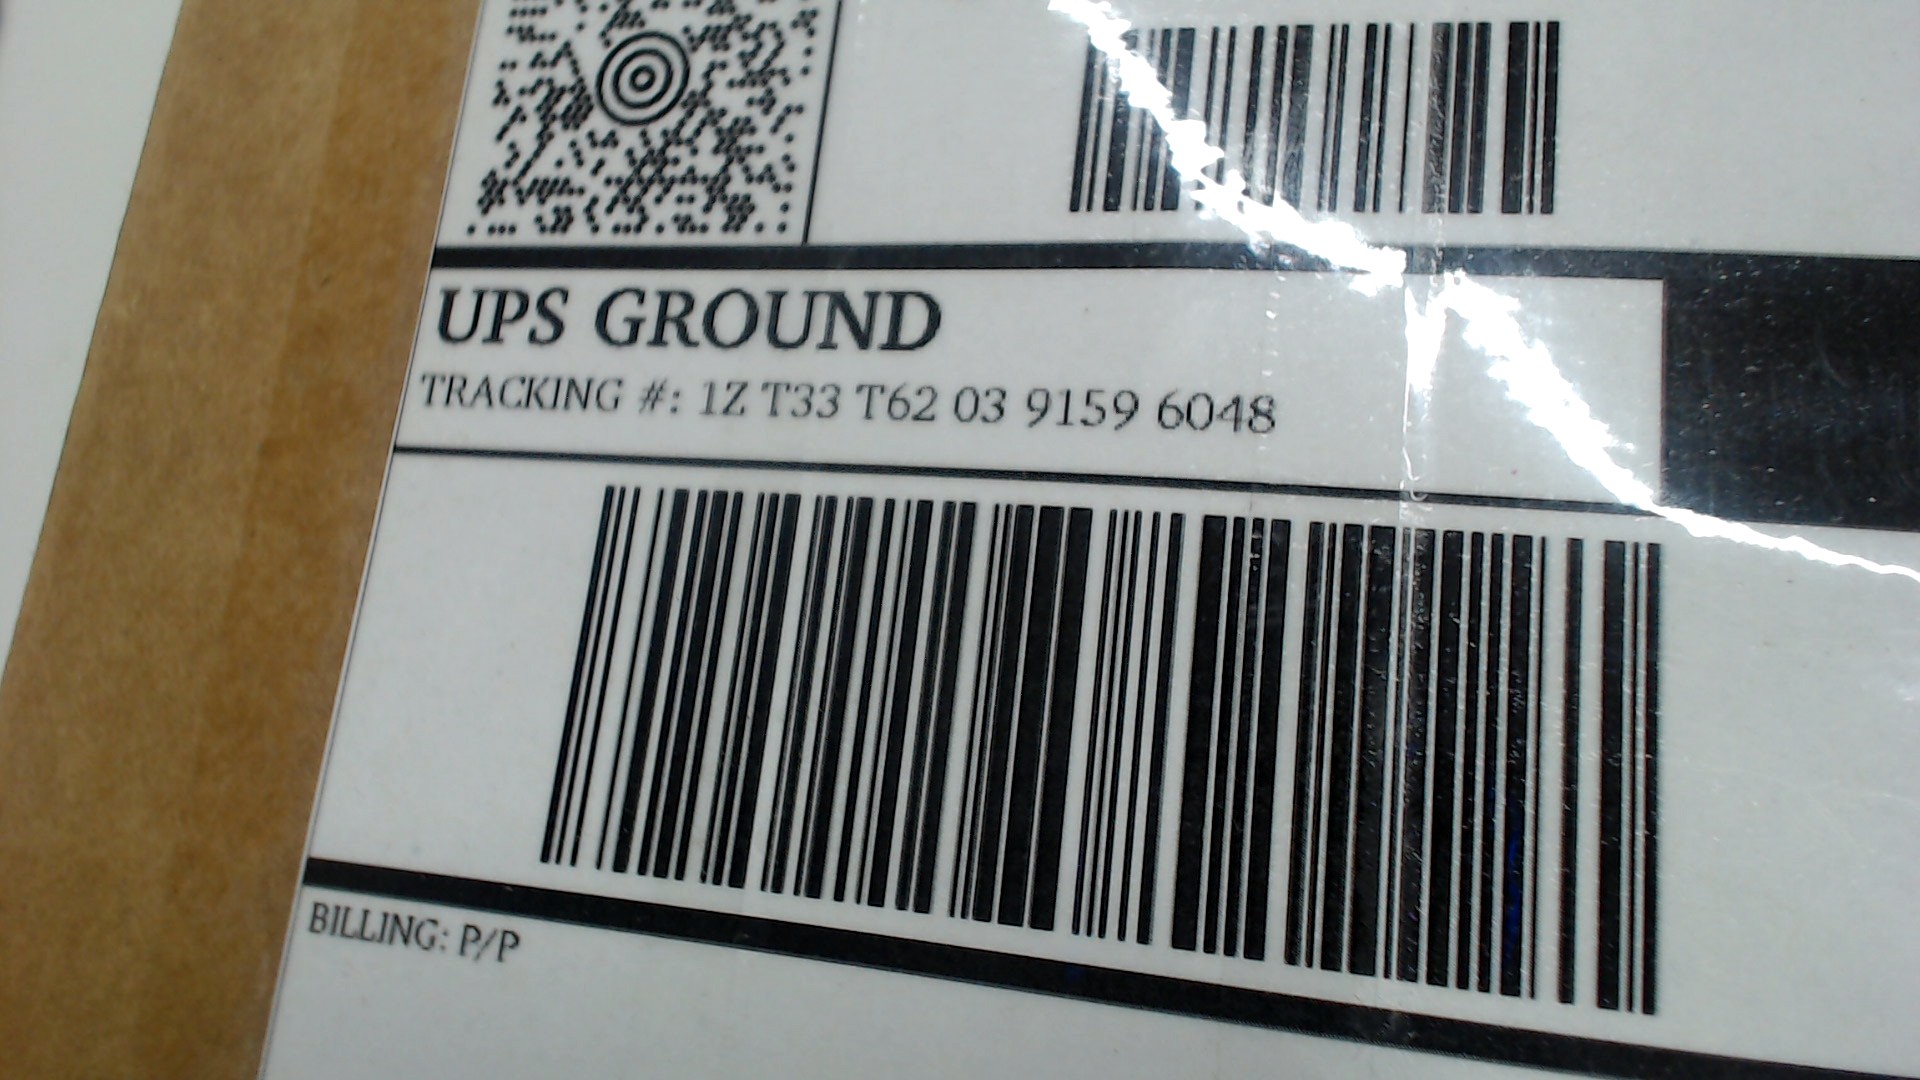 UPS GROUND
TRACKING #: 1Z T33 T62 03 9159 6048
BILLING: P/P